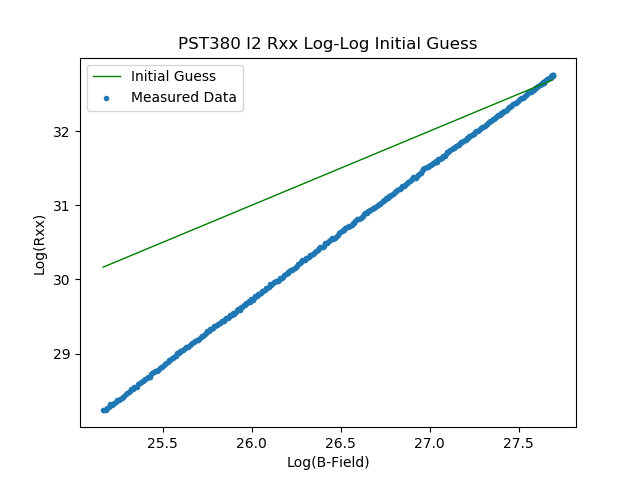 PST380 I2 Rxx Log-Log Initial Guess
Initial Guess
Measured Data
Log(Rxx)
32
31
30
29
25.5 26.0 26.5 27.0 27.5
Log(B-Field)